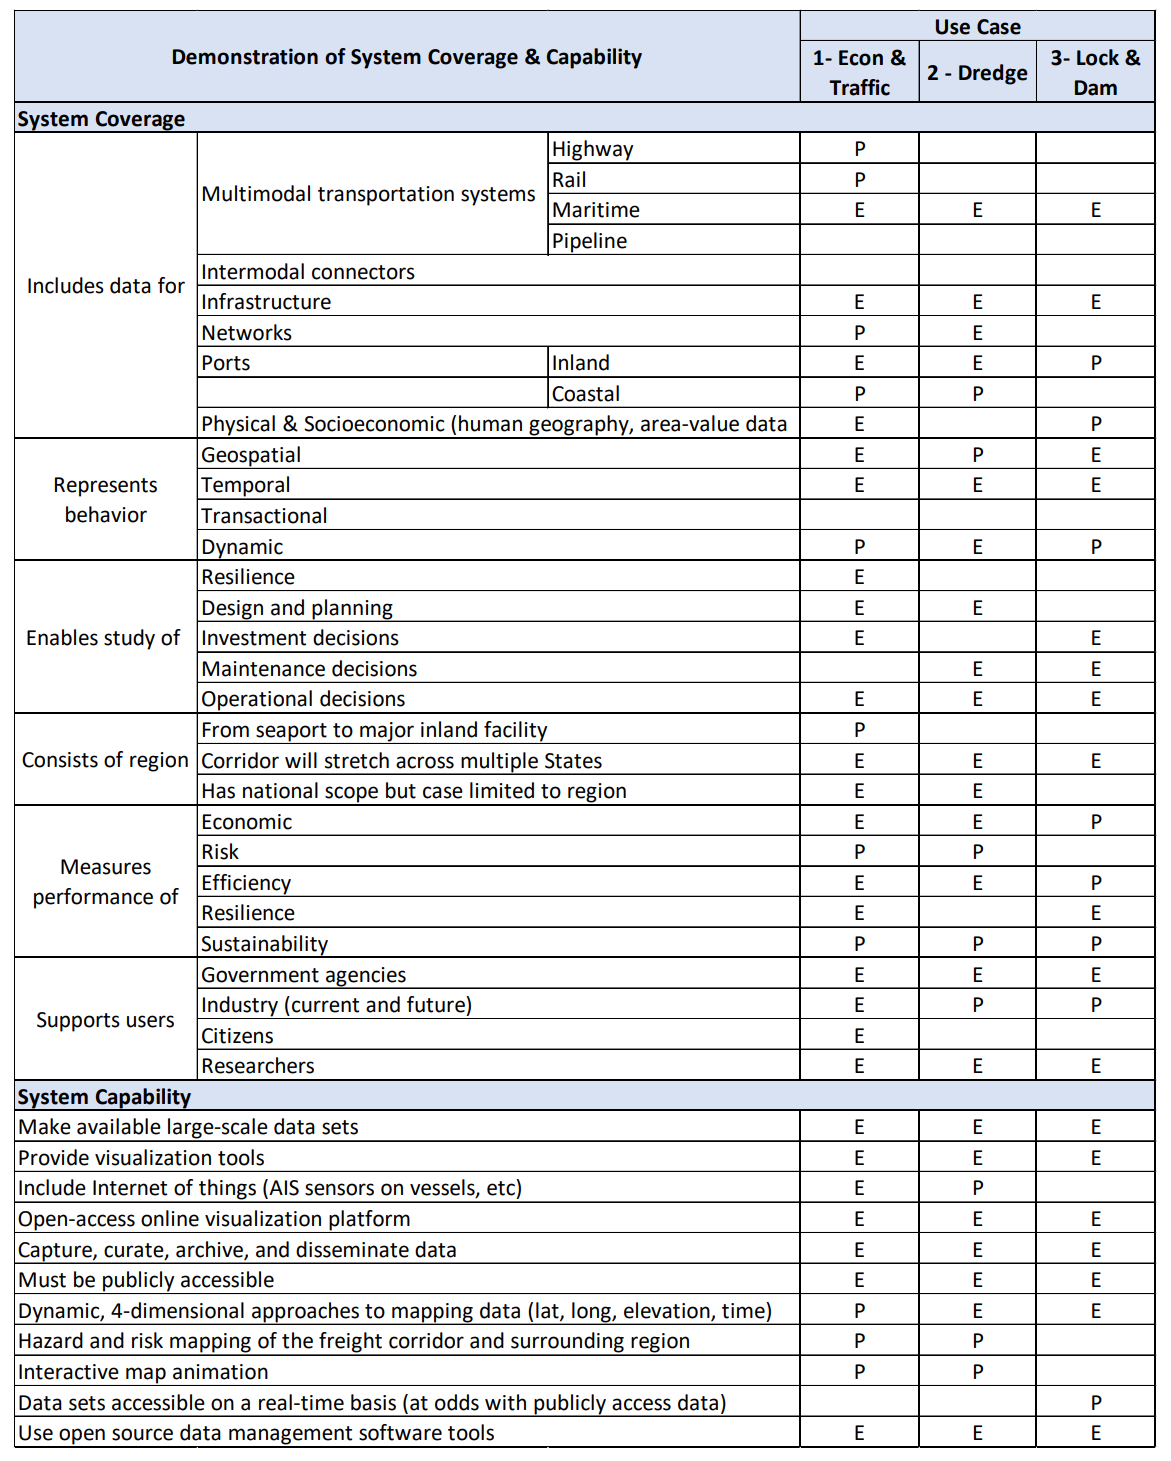 Demonstration of System Coverage & Capability
Use Case
1- Econ & Traffic
2 - Dredge
3- Lock & Dam
System Coverage
Includes data for
Multimodal transportation systems
Highway P
Rail P
Maritime E E E
Pipeline
Intermodal connectors
Infrastructure E E E
Networks P E
Ports Inland E E P
Coastal P P
Physical & Socioeconomic (human geography, area-value data E P
Represents behavior
Geospatial E P E
Temporal E E E
Transactional
Dynamic P E P
Enables study of
Resilience E
Design and planning E E
Investment decisions E E
Maintenance decisions E E
Operational decisions E E E
Consists of region
From seaport to major inland facility P
Corridor will stretch across multiple States E E E
Has national scope but case limited to region E E
Measures performance of
Economic E E P
Risk P P
Efficiency E E P
Resilience E E
Sustainability P P P
Supports users
Government agencies E E E
Industry (current and future) E P P
Citizens E
Researchers E E E
System Capability
Make available large-scale data sets E E E
Provide visualization tools E E E
Include Internet of things (AIS sensors on vessels, etc) E P
Open-access online visualization platform E E E
Capture, curate, archive, and disseminate data E E E
Must be publicly accessible E E E
Dynamic, 4-dimensional approaches to mapping data (lat, long, elevation, time) P E E
Hazard and risk mapping of the freight corridor and surrounding region P P
Interactive map animation P P
Data sets accessible on a real-time basis (at odds with publicly access data) P
Use open source data management software tools E E E